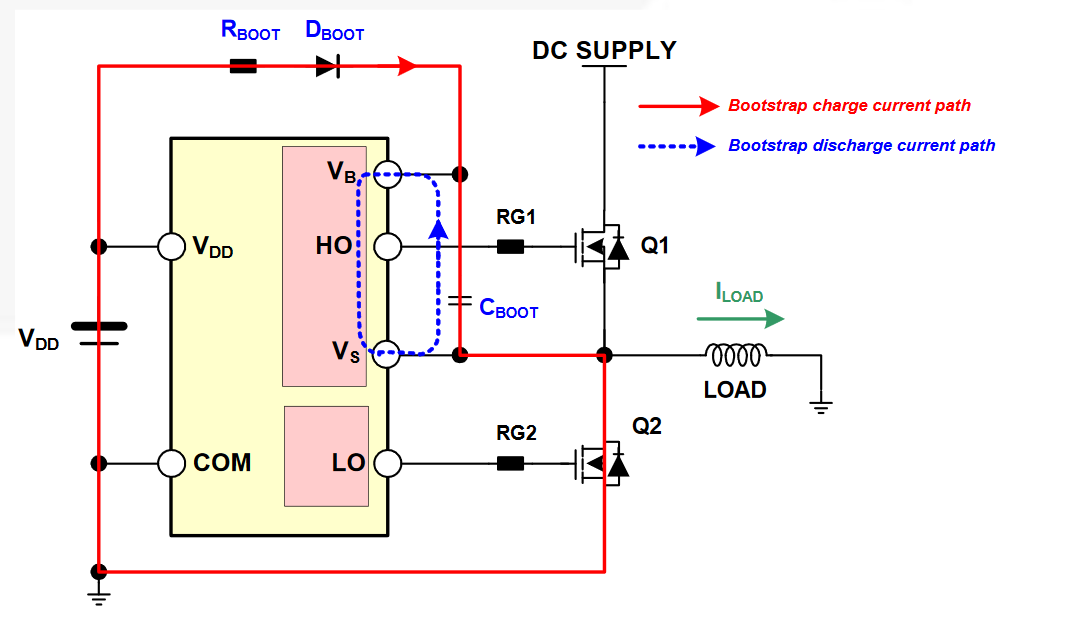 RBOOT DBOOT
DC SUPPLY
Bootstrap charge current path
Bootstrap discharge current path
VB
RG1
VDD
HO
Q1
ILOAD
CBOOT
VDD
VS
LOAD
Q2
RG2
COM
LO